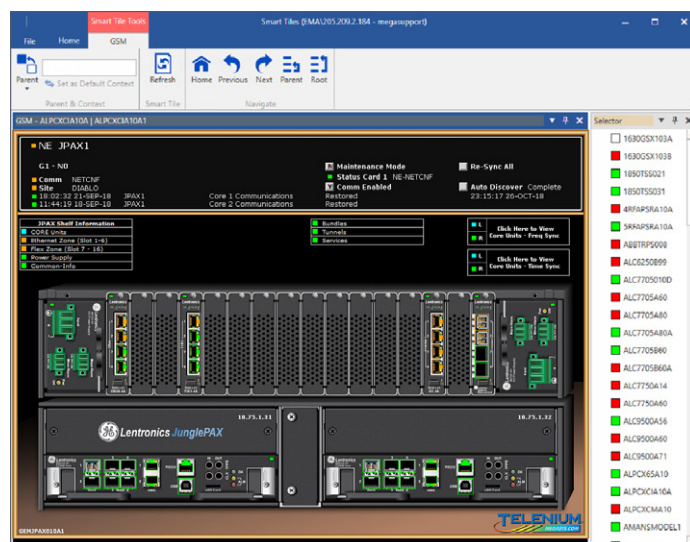 Smart Tile Tools
Smart Tiles (EMA\205.209.2.184 - megasupport)
File Home GSM
Parent
Set as Default Context
Refresh
Home Previous Next Parent Root
Parent & Context Smart Tile Navigate
GSM - ALPCXCIA10A | ALPCXCIA10A1
Selector
NE JPAX1
G1 - N0
Maintenance Mode
Re-Sync All
Comm NETCNF
Status Card 1 NE-NETCNF
Site DIABLO
Comm Enabled
Auto Discover Complete
18:02:32 21-SEP-18 JPAX1 Core 1 Communications Restored
23:15:17 26-OCT-18
11:44:19 18-SEP-18 JPAX1 Core 2 Communications Restored
JPAX Shelf Information
CORE Units
Ethernet Zone (Slot 1-6)
Flex Zone (Slot 7 - 16)
Power Supply
Common-Info
Bundles
Tunnels
Services
L
R
Click Here to View
Core Units - Freq Sync
L
R
Click Here to View
Core Units - Time Sync
10.75.1.31
10.75.1.32
Lentronics JunglePAX
Lentronics
Lentronics
GEMJPAX010A1
TELENIUM
MEGASYS.COM
1630GSX103A
1630GSX103B
1850TSS021
1850TSS031
4RFAPSRA10A
5RFAPSRA10A
ABBTRPS008
ALC6250B99
ALC7705010D
ALC7705A60
ALC7705A80
ALC7705A80A
ALC7705B60
ALC7705B60A
ALC7750A14
ALC7750A60
ALC9500A56
ALC9500A60
ALC9500A71
ALPCX65A10
ALPCXCIA10A
ALPCXCMA10
AMANSMODEL1